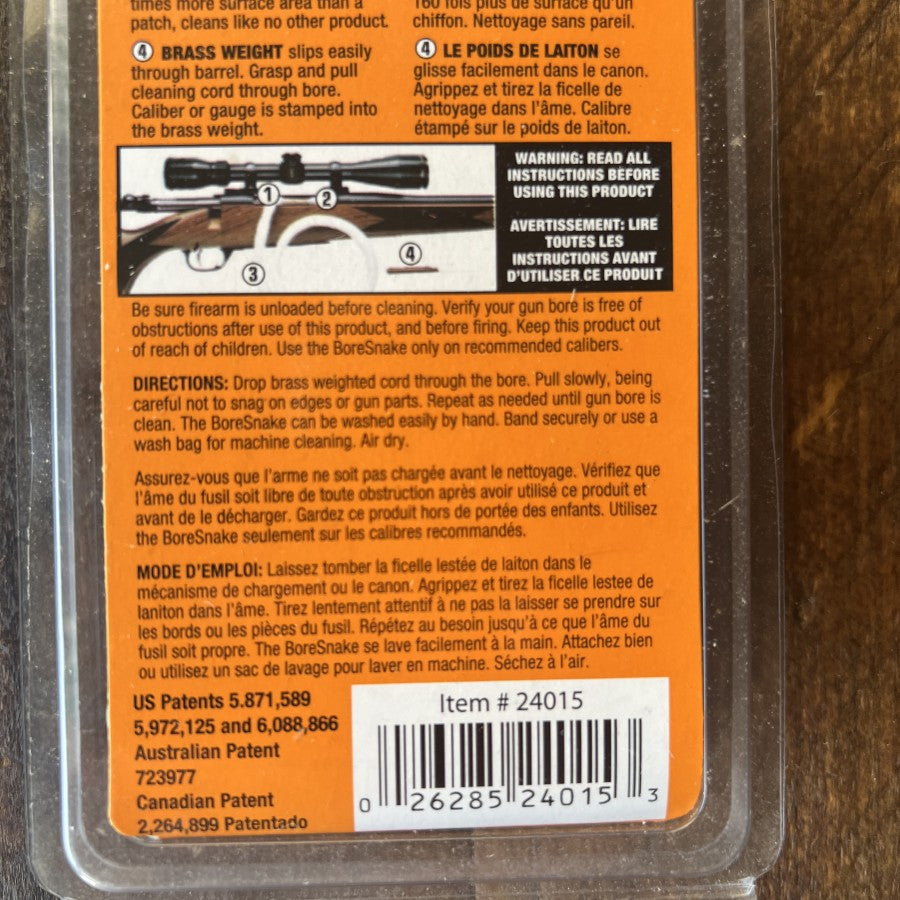 times more surface area than a
patch, cleans like no other product.
④ BRASS WEIGHT slips easily
through barrel. Grasp and pull
cleaning cord through bore.
Caliber or gauge is stamped into
the brass weight.
160 fois plus de surface qu'un
chiffon. Nettoyage sans pareil.
④ LE POIDS DE LAITON se
glisse facilement dans le canon.
Agrippez et tirez la ficelle de
nettoyage dans l'âme. Calibre
étampé sur le poids de laiton.
①
②
③
④
WARNING: READ ALL
INSTRUCTIONS BEFORE
USING THIS PRODUCT
AVERTISSEMENT: LIRE
TOUTES LES
INSTRUCTIONS AVANT
D'UTILISER CE PRODUIT
Be sure firearm is unloaded before cleaning. Verify your gun bore is free of
obstructions after use of this product, and before firing. Keep this product out
of reach of children. Use the BoreSnake only on recommended calibers.
DIRECTIONS: Drop brass weighted cord through the bore. Pull slowly, being
careful not to snag on edges or gun parts. Repeat as needed until gun bore is
clean. The BoreSnake can be washed easily by hand. Band securely or use a
wash bag for machine cleaning. Air dry.
Assurez-vous que l'arme ne soit pas chargée avant le nettoyage. Vérifiez que
l'âme du fusil soit libre de toute obstruction après avoir utilisé ce produit et
avant de le décharger. Gardez ce produit hors de portée des enfants. Utilisez
the BoreSnake seulement sur les calibres recommandés.
MODE D'EMPLOI: Laissez tomber la ficelle lestée de laiton dans le
mécanisme de chargement ou le canon. Agrippez et tirez la ficelle lestee de
laniton dans l'âme. Tirez lentement attentif à ne pas la laisser se prendre sur
les bords ou les pièces du fusil. Répétez au besoin jusqu'à ce que l'âme du
fusil soit propre. The BoreSnake se lave facilement à la main. Attachez bien
ou utilisez un sac de lavage pour laver en machine. Séchez à l'air.
US Patents 5.871,589
5,972,125 and 6,088,866
Australian Patent
723977
Canadian Patent
2,264,899 Patentado
Item # 24015
0 26285 24015 3